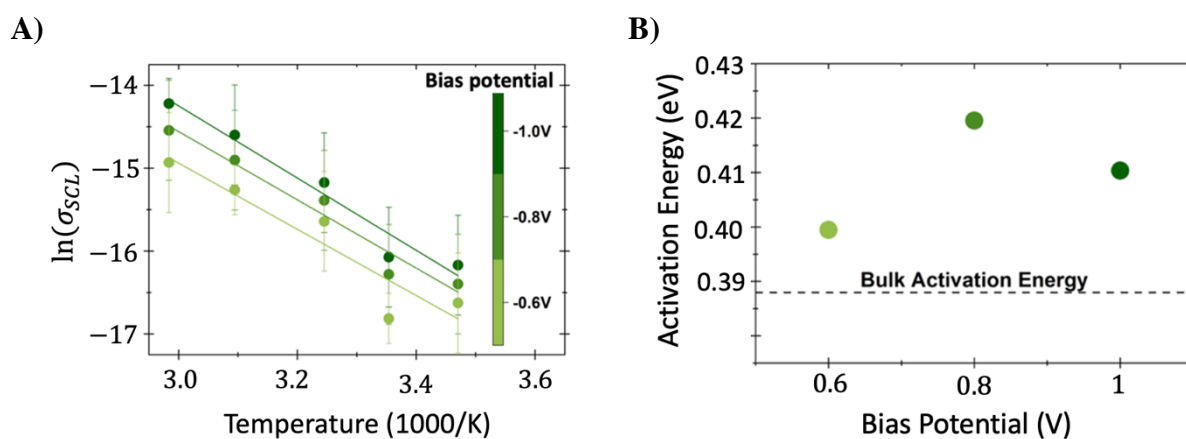 A)
B)
Bias potential
-1.0V
-0.8V
-0.6V
ln(σSCL)
−14
−15
−16
−17
3.0
3.2
3.4
3.6
Temperature (1000/K)
Activation Energy (eV)
0.43
0.42
0.41
0.40
0.39
Bulk Activation Energy
0.6
0.8
1
Bias Potential (V)